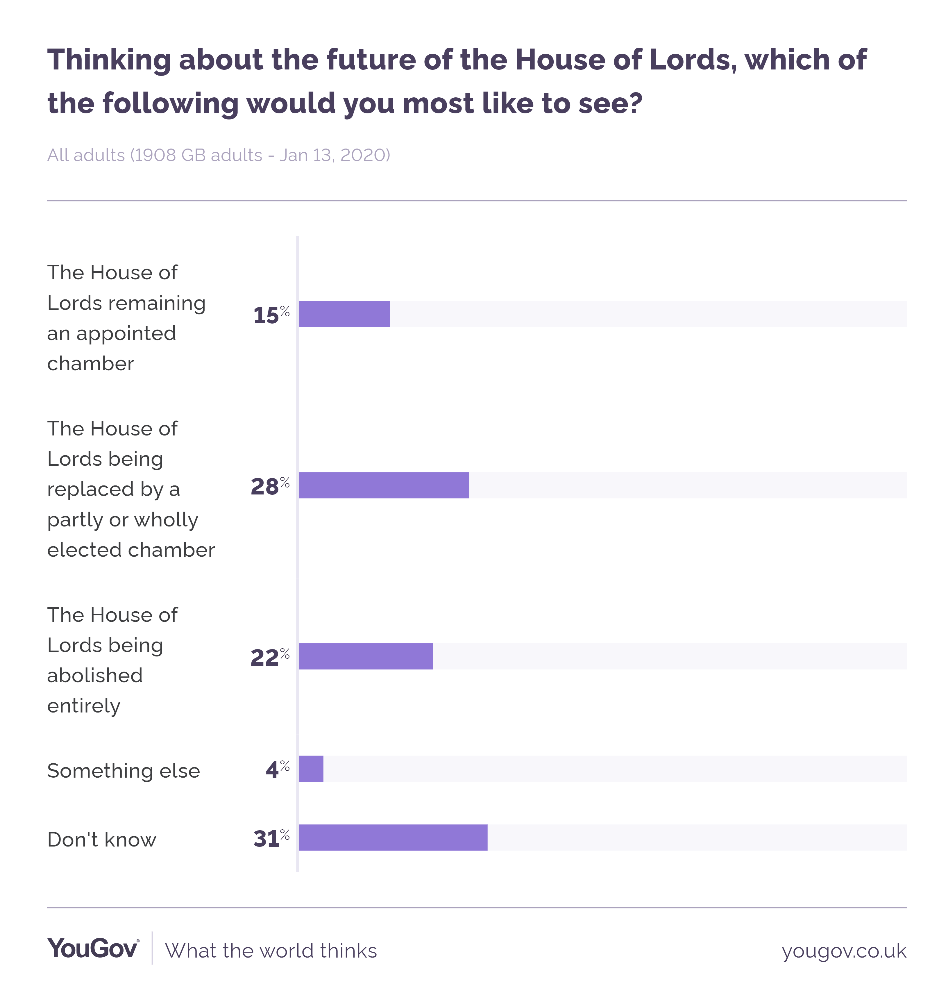 Thinking about the future of the House of Lords, which of
the following would you most like to see?
All adults (1908 GB adults - Jan 13, 2020)
The House of
Lords remaining
an appointed
chamber
15%
The House of
Lords being
replaced by a
partly or wholly
elected chamber
28%
The House of
Lords being
abolished
entirely
22%
Something else
4%
Don't know
31%
YouGov®
What the world thinks
yougov.co.uk